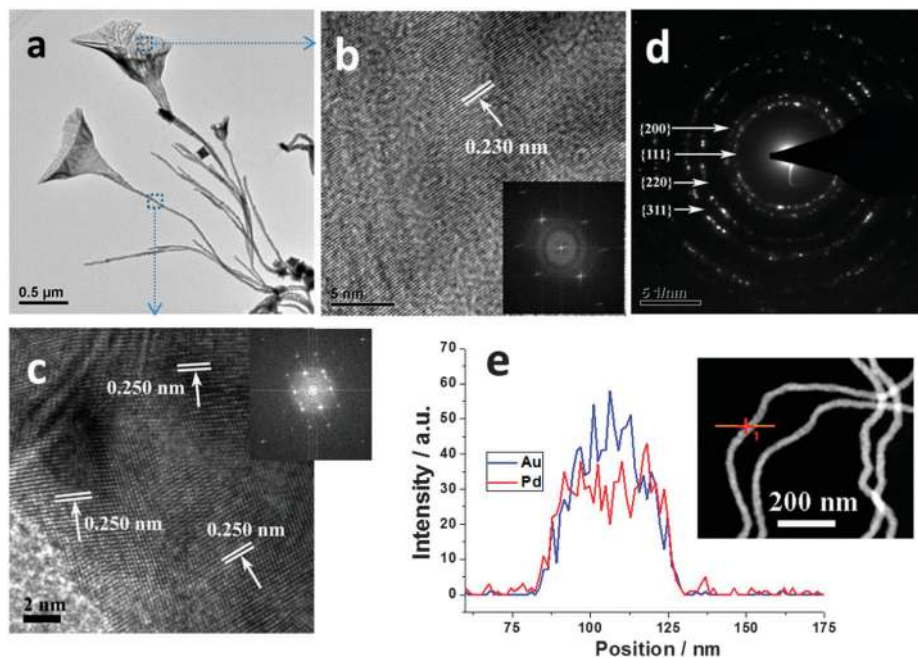 a
0.5 µm
b
0.230 nm
5 nm
d
{200}
{111}
{220}
{311}
5 1/nm
c
0.250 nm
0.250 nm
0.250 nm
2 nm
e
70
60
50
40
30
20
10
0
Intensity / a.u.
Au
Pd
1
200 nm
75
100
125
150
175
Position / nm